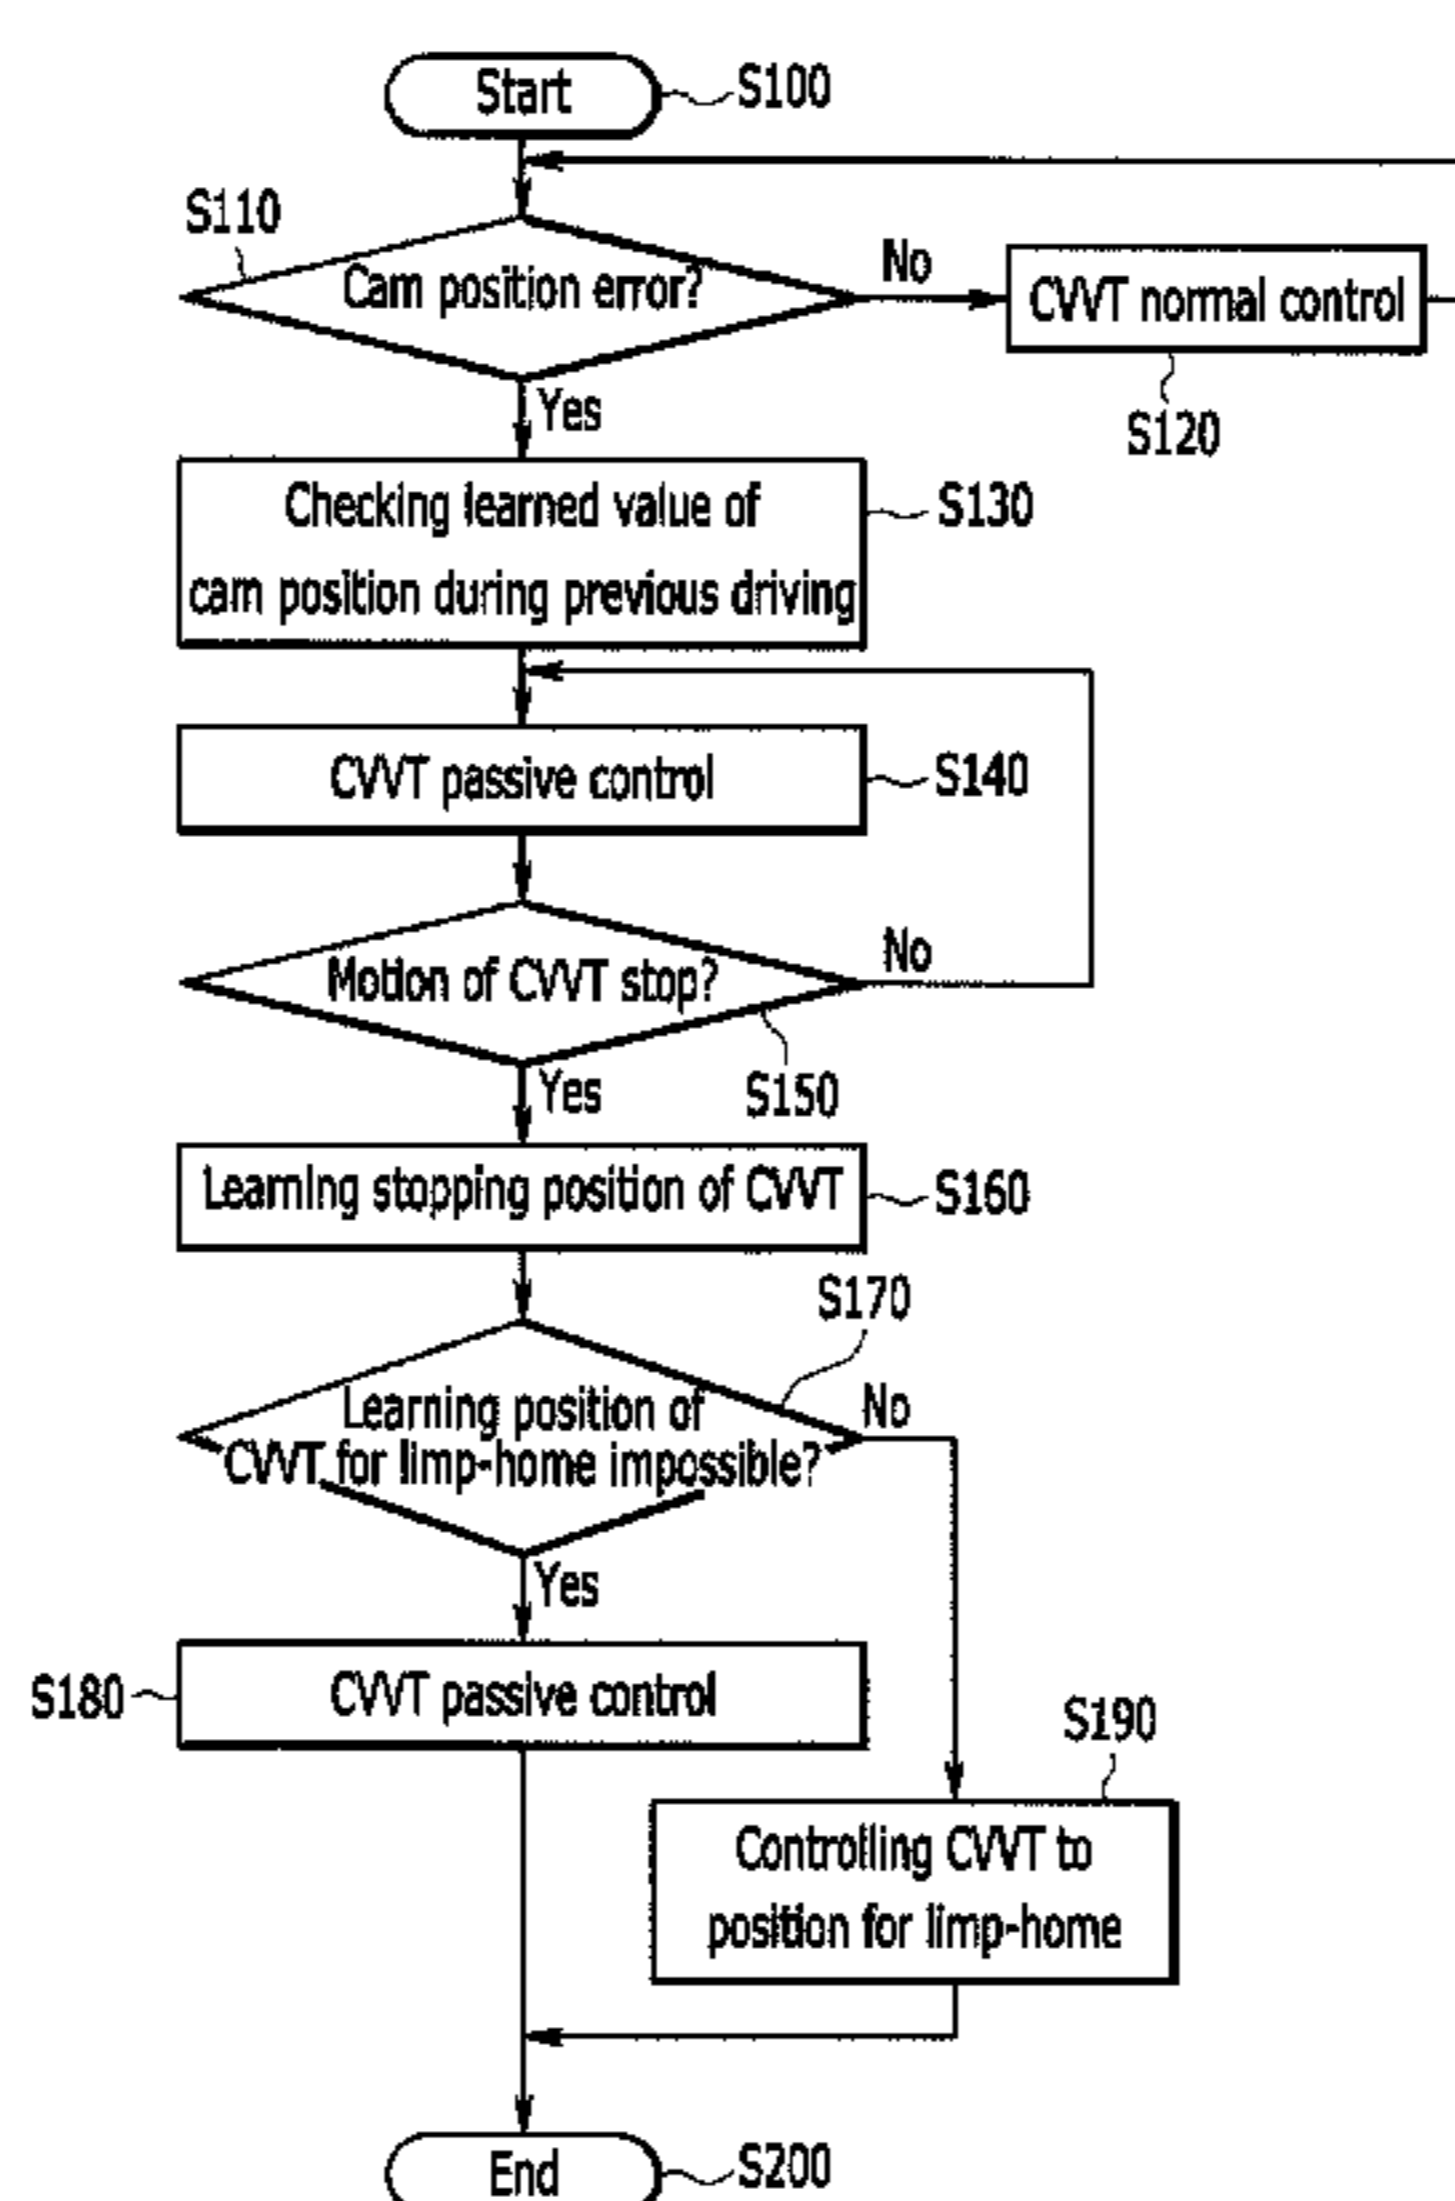 Start
S100
S110
Cam position error?
No
CVVT normal control
S120
Yes
Checking learned value of
cam position during previous driving
S130
CVVT passive control
S140
Motion of CVVT stop?
No
S150
Yes
Learning stopping position of CVVT
S160
S170
Learning position of
CVVT for limp-home impossible?
No
Yes
S180
CVVT passive control
S190
Controlling CVVT to
position for limp-home
End
S200